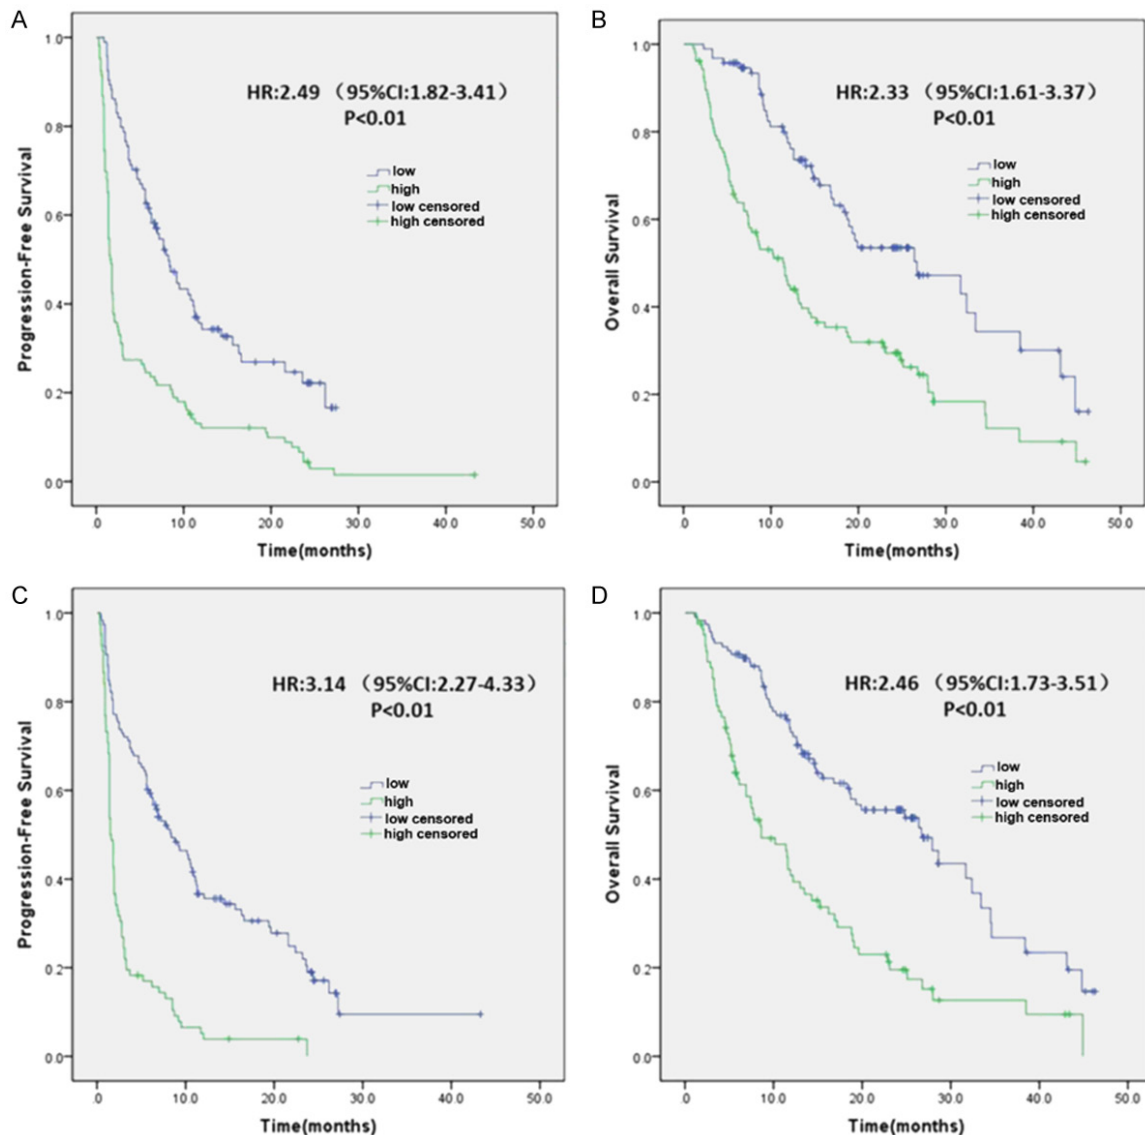 A
Progression-Free Survival
1.0
0.8
0.6
0.4
0.2
0.0
HR:2.49 （95%CI:1.82-3.41）
P<0.01
low
high
low censored
high censored
.0 10.0 20.0 30.0 40.0 50.0
Time(months)
B
Overall Survival
1.0
0.8
0.6
0.4
0.2
0.0
HR:2.33 （95%CI:1.61-3.37）
P<0.01
low
high
low censored
high censored
.0 10.0 20.0 30.0 40.0 50.0
Time(months)
C
Progression-Free Survival
1.0
0.8
0.6
0.4
0.2
0.0
HR:3.14 （95%CI:2.27-4.33）
P<0.01
low
high
low censored
high censored
.0 10.0 20.0 30.0 40.0 50.0
Time(months)
D
Overall Survival
1.0
0.8
0.6
0.4
0.2
0.0
HR:2.46 （95%CI:1.73-3.51）
P<0.01
low
high
low censored
high censored
.0 10.0 20.0 30.0 40.0 50.0
Time(months)